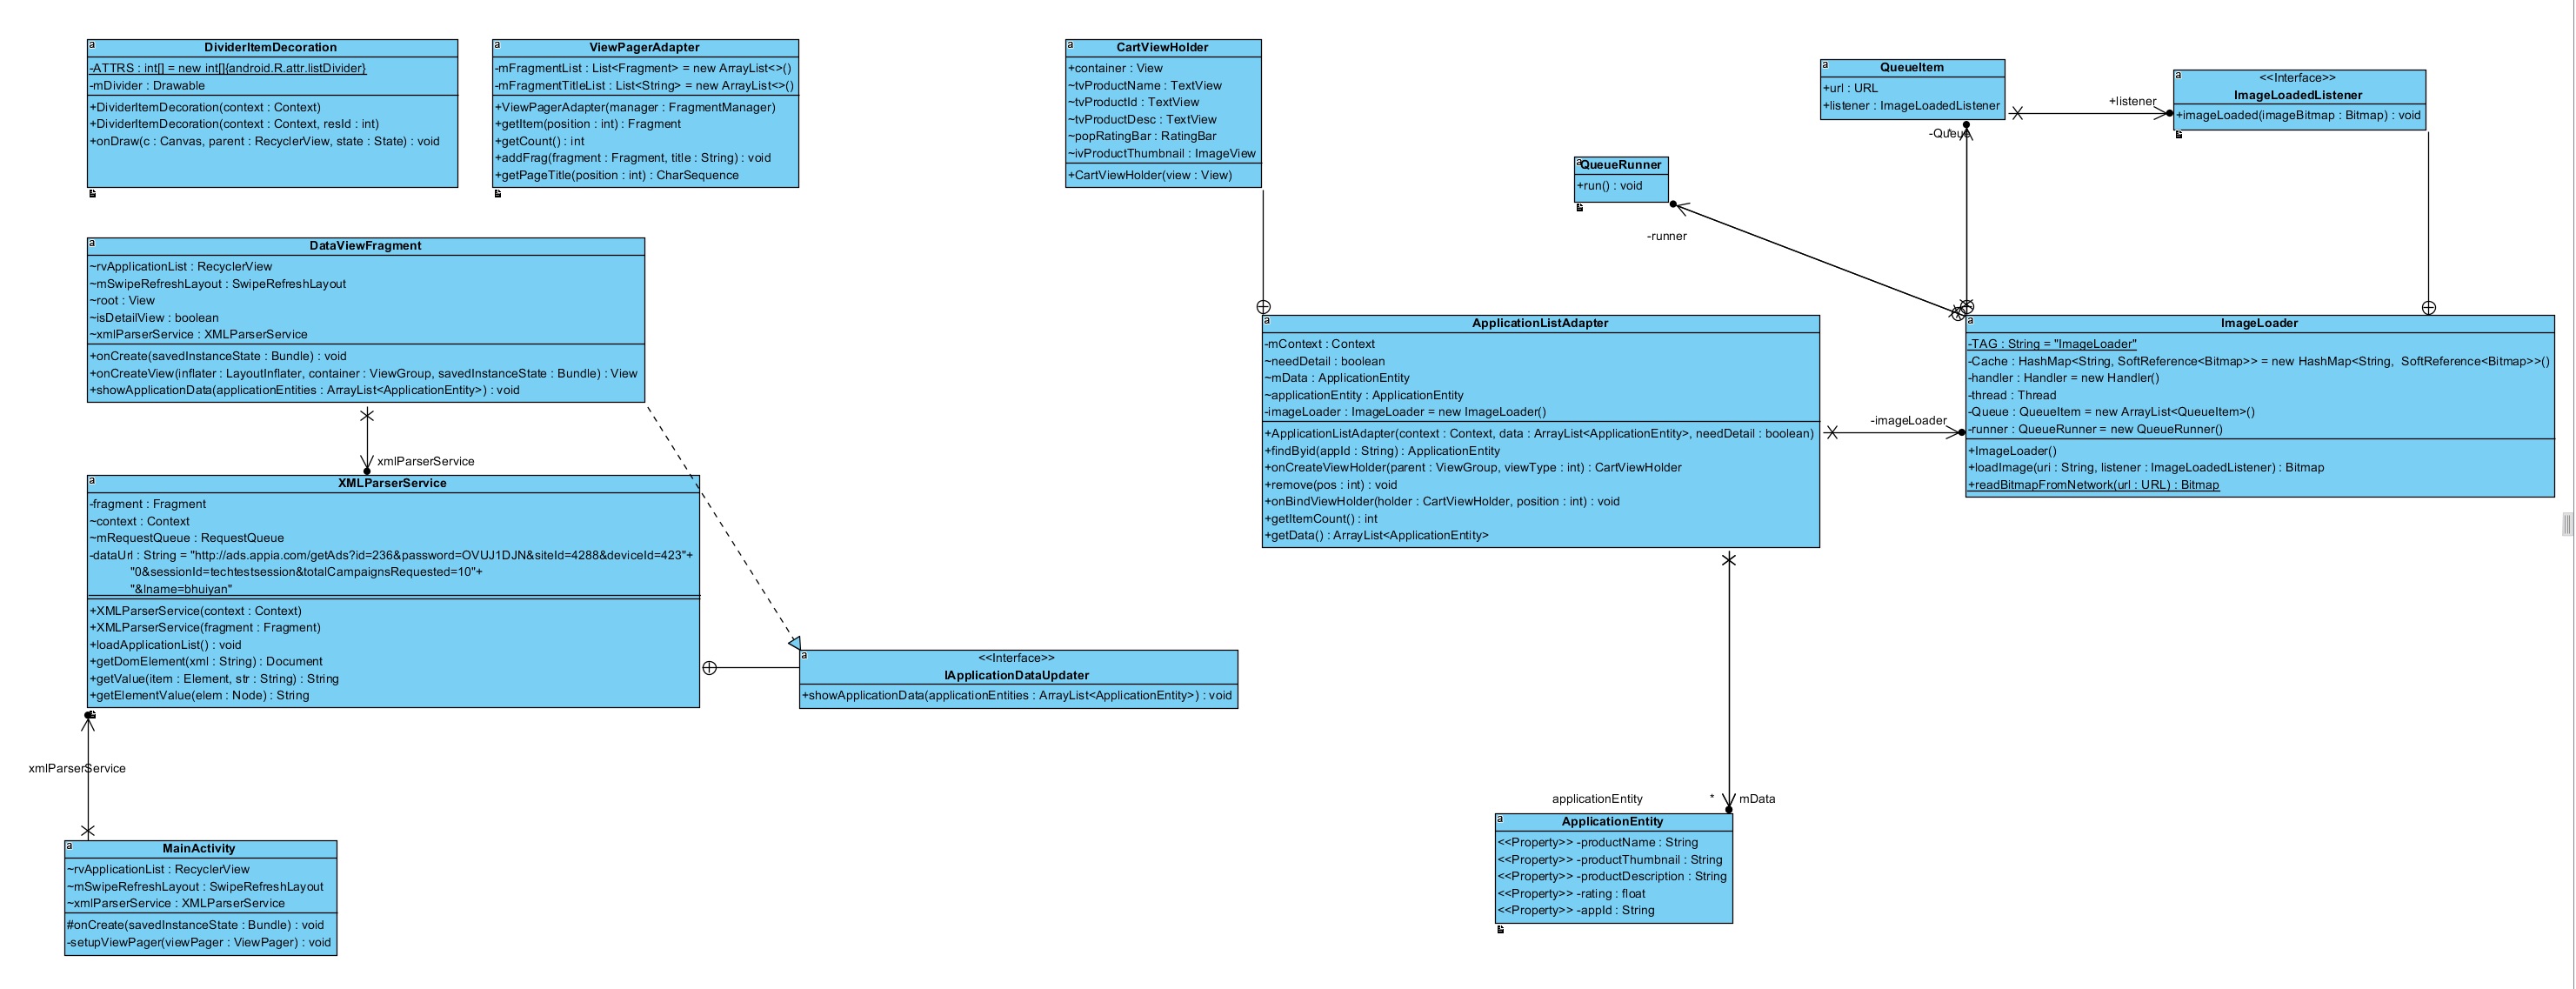 a
DividerItemDecoration
-ATTRS : int[] = new int[]{android.R.attr.listDivider}
-mDivider : Drawable
+DividerItemDecoration(context : Context)
+DividerItemDecoration(context : Context, resId : int)
+onDraw(c : Canvas, parent : RecyclerView, state : State) : void
a
ViewPagerAdapter
-mFragmentList : List<Fragment> = new ArrayList<>()
-mFragmentTitleList : List<String> = new ArrayList<>()
+ViewPagerAdapter(manager : FragmentManager)
+getItem(position : int) : Fragment
+getCount() : int
+addFrag(fragment : Fragment, title : String) : void
+getPageTitle(position : int) : CharSequence
a
CartViewHolder
+container : View
~tvProductName : TextView
~tvProductId : TextView
~tvProductDesc : TextView
~popRatingBar : RatingBar
~ivProductThumbnail : ImageView
+CartViewHolder(view : View)
a
QueueItem
+url : URL
+listener : ImageLoadedListener
+listener
a
<<Interface>>
ImageLoadedListener
+imageLoaded(imageBitmap : Bitmap) : void
-Queue
*
a
QueueRunner
+run() : void
-runner
a
DataViewFragment
~rvApplicationList : RecyclerView
~mSwipeRefreshLayout : SwipeRefreshLayout
~root : View
~isDetailView : boolean
~xmlParserService : XMLParserService
+onCreate(savedInstanceState : Bundle) : void
+onCreateView(inflater : LayoutInflater, container : ViewGroup, savedInstanceState : Bundle) : View
+showApplicationData(applicationEntities : ArrayList<ApplicationEntity>) : void
xmlParserService
a
XMLParserService
-fragment : Fragment
~context : Context
~mRequestQueue : RequestQueue
-dataUrl : String = "http://ads.appia.com/getAds?id=236&password=OVUJ1DJN&siteId=4288&deviceId=423"+
"0&sessionId=techtestsession&totalCampaignsRequested=10"+
"&lname=bhuiyan"
+XMLParserService(context : Context)
+XMLParserService(fragment : Fragment)
+loadApplicationList() : void
+getDomElement(xml : String) : Document
+getValue(item : Element, str : String) : String
+getElementValue(elem : Node) : String
a
<<Interface>>
IApplicationDataUpdater
+showApplicationData(applicationEntities : ArrayList<ApplicationEntity>) : void
xmlParserService
a
MainActivity
~rvApplicationList : RecyclerView
~mSwipeRefreshLayout : SwipeRefreshLayout
~xmlParserService : XMLParserService
#onCreate(savedInstanceState : Bundle) : void
-setupViewPager(viewPager : ViewPager) : void
a
ApplicationListAdapter
-mContext : Context
~needDetail : boolean
~mData : ApplicationEntity
~applicationEntity : ApplicationEntity
-imageLoader : ImageLoader = new ImageLoader()
+ApplicationListAdapter(context : Context, data : ArrayList<ApplicationEntity>, needDetail : boolean)
+findByid(appId : String) : ApplicationEntity
+onCreateViewHolder(parent : ViewGroup, viewType : int) : CartViewHolder
+remove(pos : int) : void
+onBindViewHolder(holder : CartViewHolder, position : int) : void
+getItemCount() : int
+getData() : ArrayList<ApplicationEntity>
-imageLoader
a
ImageLoader
-TAG : String = "ImageLoader"
-Cache : HashMap<String, SoftReference<Bitmap>> = new HashMap<String, SoftReference<Bitmap>>()
-handler : Handler = new Handler()
-thread : Thread
-Queue : QueueItem = new ArrayList<QueueItem>()
-runner : QueueRunner = new QueueRunner()
+ImageLoader()
+loadImage(uri : String, listener : ImageLoadedListener) : Bitmap
+readBitmapFromNetwork(url : URL) : Bitmap
applicationEntity
*
mData
a
ApplicationEntity
<<Property>> -productName : String
<<Property>> -productThumbnail : String
<<Property>> -productDescription : String
<<Property>> -rating : float
<<Property>> -appId : String